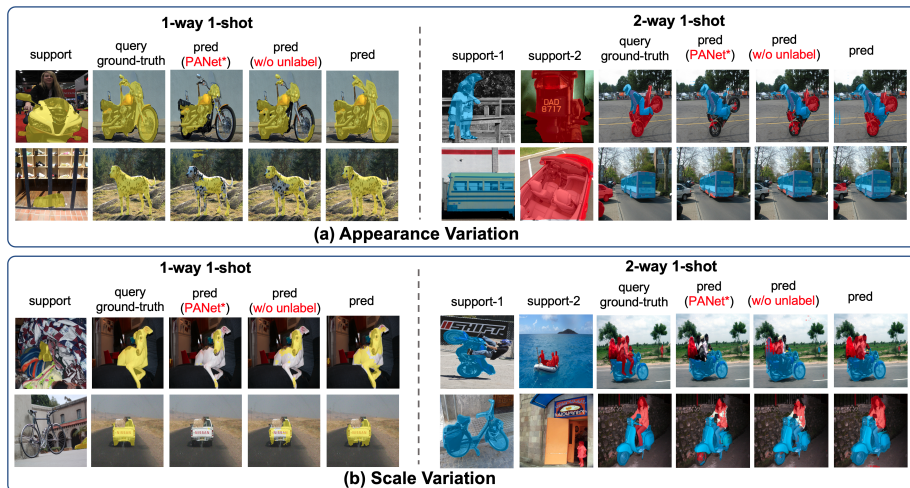 1-way 1-shot
2-way 1-shot
support
query
ground-truth
pred
(PANet*)
pred
(w/o unlabel)
pred
support-1
support-2
query
ground-truth
pred
(PANet*)
pred
(w/o unlabel)
pred
DAD
8717
(a) Appearance Variation
1-way 1-shot
2-way 1-shot
support
query
ground-truth
pred
(PANet*)
pred
(w/o unlabel)
pred
support-1
support-2
query
ground-truth
pred
(PANet*)
pred
(w/o unlabel)
pred
SHIFT
(b) Scale Variation